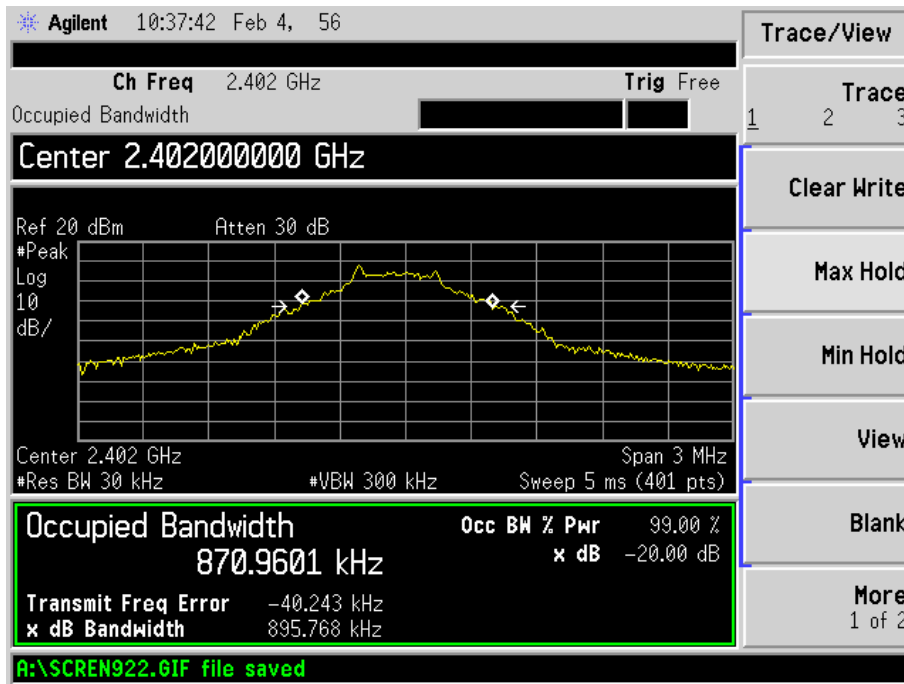 Agilent 10:37:42 Feb 4, 56
Ch Freq 2.402 GHz Trig Free
Occupied Bandwidth
Center 2.402000000 GHz
Ref 20 dBm Atten 30 dB
#Peak
Log
10
dB/
Center 2.402 GHz Span 3 MHz
#Res BW 30 kHz #VBW 300 kHz Sweep 5 ms (401 pts)
Occupied Bandwidth
870.9601 kHz
Occ BW % Pwr 99.00 %
x dB -20.00 dB
Transmit Freq Error -40.243 kHz
x dB Bandwidth 895.768 kHz
A:\SCREN922.GIF file saved
Trace/View
Trace
1 2 3
Clear Write
Max Hold
Min Hold
View
Blank
More
1 of 2